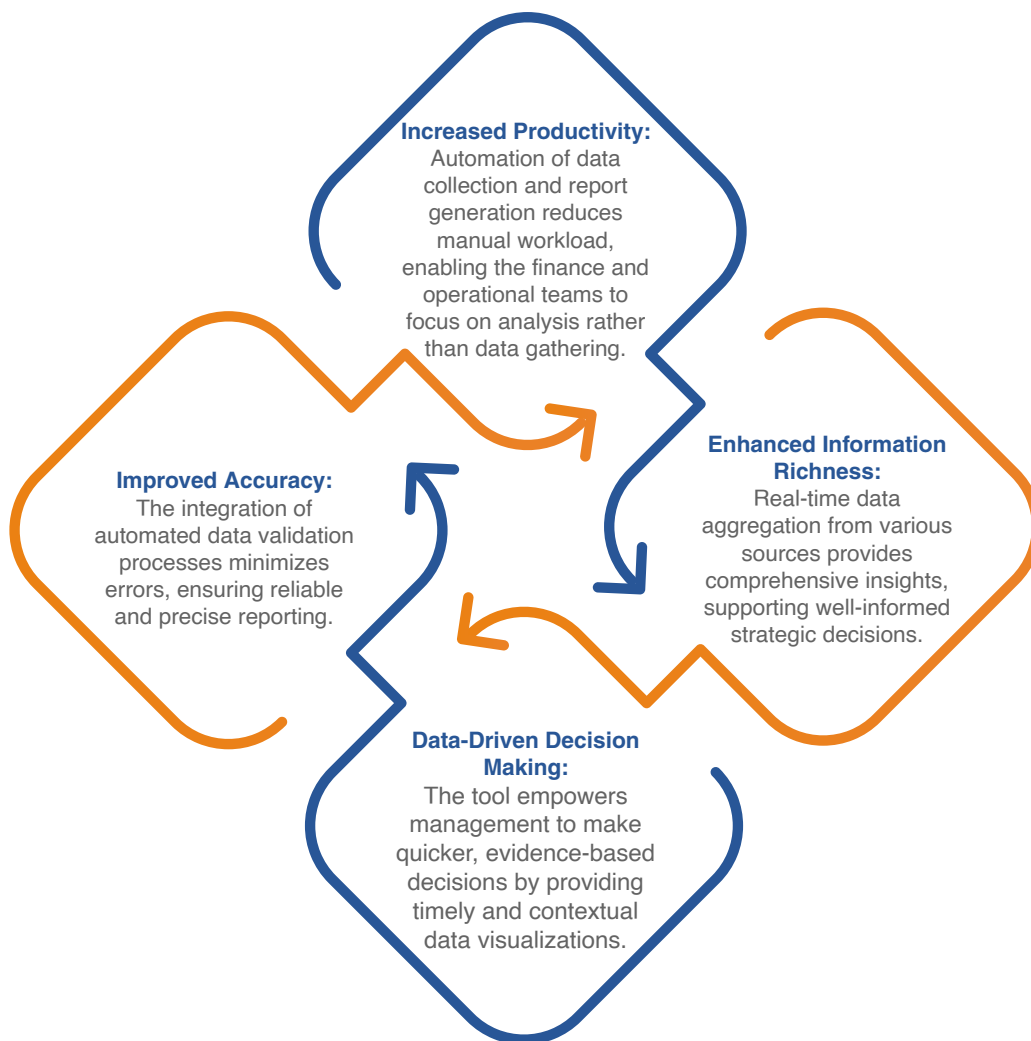 Increased Productivity:
Automation of data
collection and report
generation reduces
manual workload,
enabling the finance and
operational teams to
focus on analysis rather
than data gathering.
Enhanced Information
Richness:
Real-time data
aggregation from various
sources provides
comprehensive insights,
supporting well-informed
strategic decisions.
Improved Accuracy:
The integration of
automated data validation
processes minimizes
errors, ensuring reliable
and precise reporting.
Data-Driven Decision
Making:
The tool empowers
management to make
quicker, evidence-based
decisions by providing
timely and contextual
data visualizations.